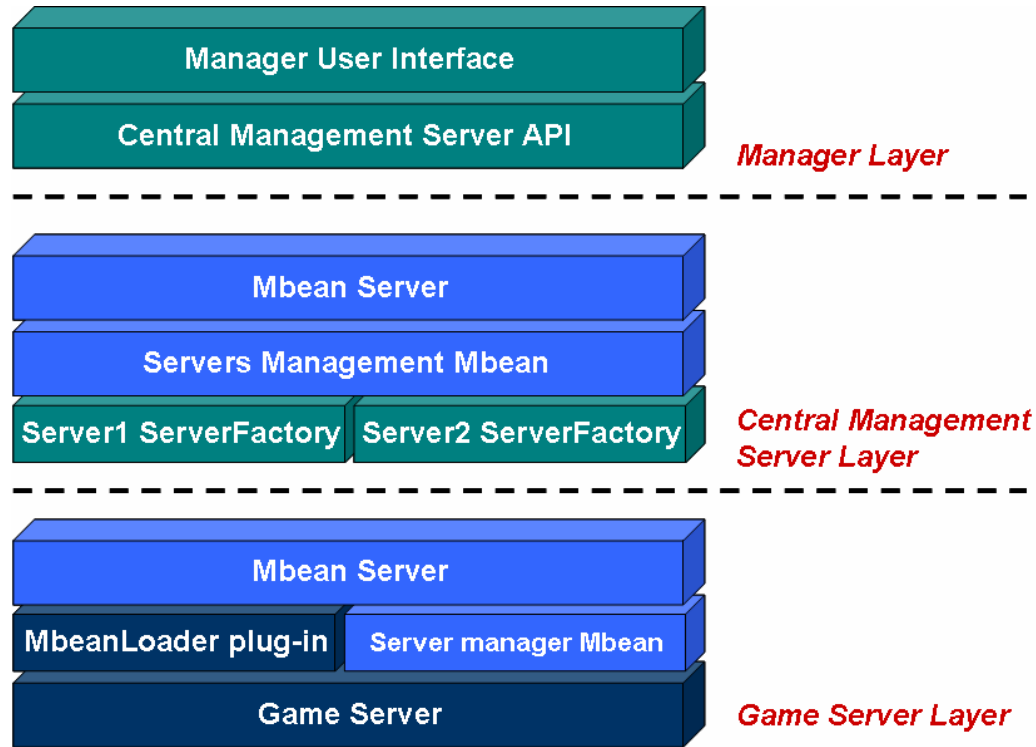 Manager User Interface
Central Management Server API
Manager Layer
Mbean Server
Servers Management Mbean
Server1 ServerFactory
Server2 ServerFactory
Central Management
Server Layer
Mbean Server
MbeanLoader plug-in
Server manager Mbean
Game Server
Game Server Layer